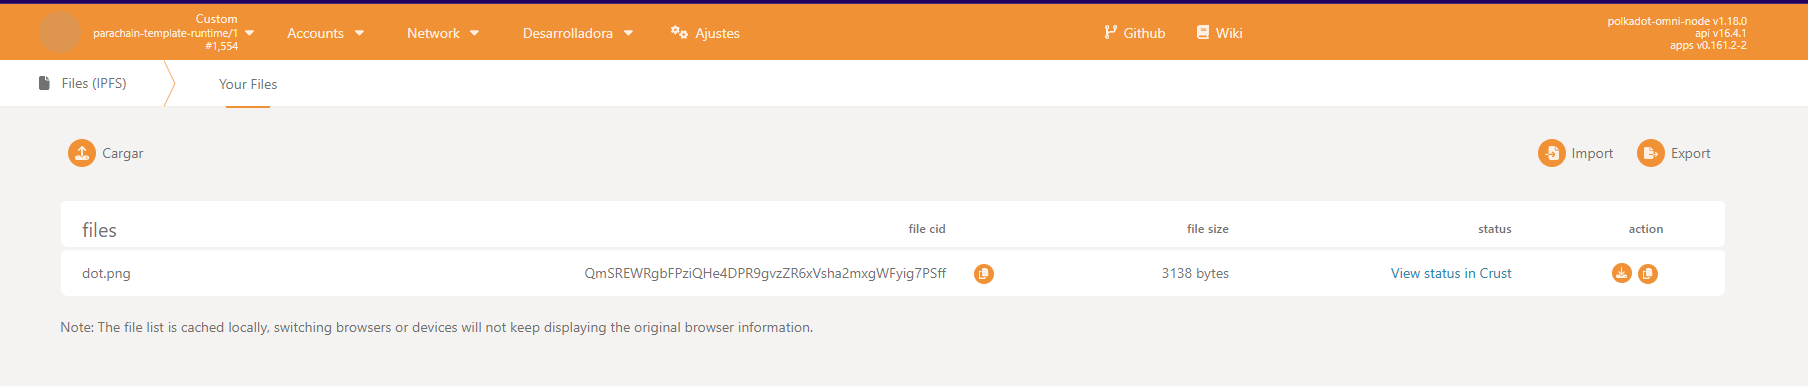 Custom
parachain-template-runtime/1
#1,554
Accounts
Network
Desarrolladora
Ajustes
Github
Wiki
polkadot-omni-node v1.18.0
api v16.4.1
apps v0.161.2-2
Files (IPFS)
Your Files
Cargar
Import
Export
files file cid file size status action
dot.png QmSREWRgbFPziQHe4DPR9gvzZR6xVsha2mxgWFyig7PSff 3138 bytes View status in Crust
Note: The file list is cached locally, switching browsers or devices will not keep displaying the original browser information.